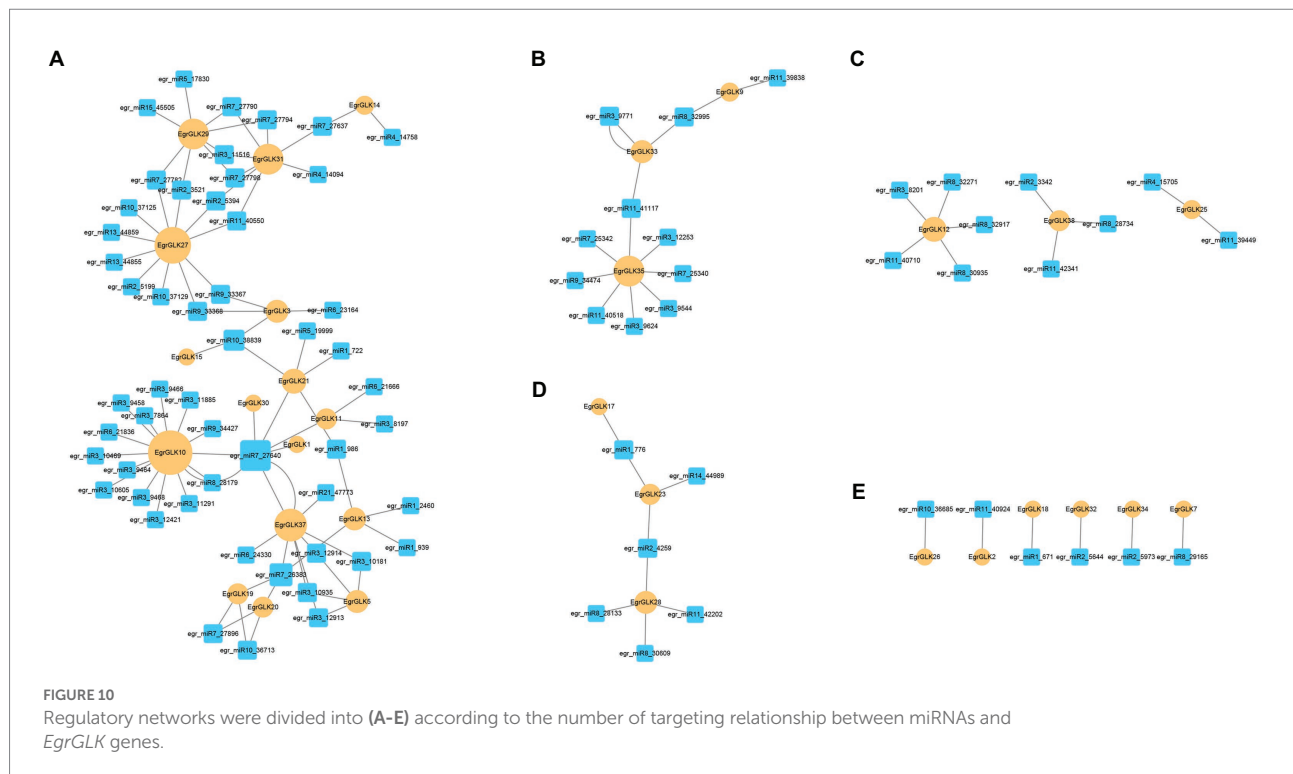 A
egr_miR5_17830
egr_miR15_45505
egr_miR7_27790
EgrGLK14
EgrGLK29
egr_miR7_27794
egr_miR7_27637
egr_miR4_14758
egr_miR3_11516
EgrGLK31
egr_miR4_14094
egr_miR7_27798
egr_miR2_3521
egr_miR2_5394
egr_miR10_37125
egr_miR11_40550
egr_miR13_44859
EgrGLK27
egr_miR13_44855
egr_miR2_5199
egr_miR10_37129
egr_miR9_33367
egr_miR9_33368
EgrGLK3
egr_miR6_23164
egr_miR5_19999
egr_miR10_38839
egr_miR1_722
EgrGLK15
EgrGLK21
egr_miR3_9466
egr_miR3_9458
egr_miR3_11885
egr_miR3_7864
EgrGLK30
egr_miR6_21666
EgrGLK11
egr_miR3_8197
egr_miR6_21836
egr_miR9_34427
EgrGLK1
egr_miR1_986
EgrGLK10
egr_miR7_27640
egr_miR3_10469
egr_miR3_9464
egr_miR8_28179
egr_miR3_10605
egr_miR3_9468
egr_miR3_11291
egr_miR3_12421
egr_miR21_47773
egr_miR1_2460
EgrGLK37
EgrGLK13
egr_miR1_939
egr_miR6_24330
egr_miR3_12914
egr_miR3_10181
egr_miR7_26383
EgrGLK19
egr_miR3_10935
EgrGLK20
EgrGLK5
egr_miR3_12913
egr_miR7_27896
egr_miR10_36713
B
egr_miR11_39838
EgrGLK9
egr_miR3_9771
egr_miR8_32995
EgrGLK33
egr_miR11_41117
egr_miR7_25342
egr_miR3_12253
EgrGLK35
egr_miR7_25340
egr_miR9_34474
egr_miR3_9544
egr_miR11_40518
egr_miR3_9624
C
egr_miR3_8201
egr_miR8_32271
egr_miR8_32917
EgrGLK12
egr_miR11_40710
egr_miR8_30935
egr_miR2_3342
EgrGLK38
egr_miR8_28734
egr_miR11_42341
egr_miR4_15705
EgrGLK25
egr_miR11_39449
D
EgrGLK17
egr_miR1_776
egr_miR14_44989
EgrGLK23
egr_miR2_4259
EgrGLK28
egr_miR8_28133
egr_miR11_42202
egr_miR8_30609
E
egr_miR10_36685
egr_miR11_40924
EgrGLK18
EgrGLK32
EgrGLK34
EgrGLK7
EgrGLK26
EgrGLK2
egr_miR1_671
egr_miR2_5644
egr_miR2_5973
egr_miR8_29165
FIGURE 10
Regulatory networks were divided into (A-E) according to the number of targeting relationship between miRNAs and
EgrGLK genes.